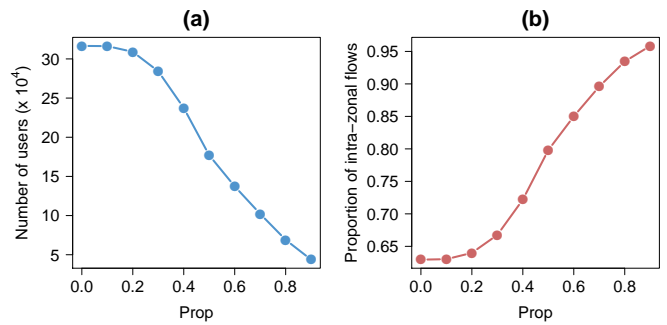 (a)
Number of users (x 10⁴)
30
25
20
15
10
5
0.0 0.2 0.4 0.6 0.8
Prop
(b)
Proportion of intra−zonal flows
0.95
0.90
0.85
0.80
0.75
0.70
0.65
0.0 0.2 0.4 0.6 0.8
Prop